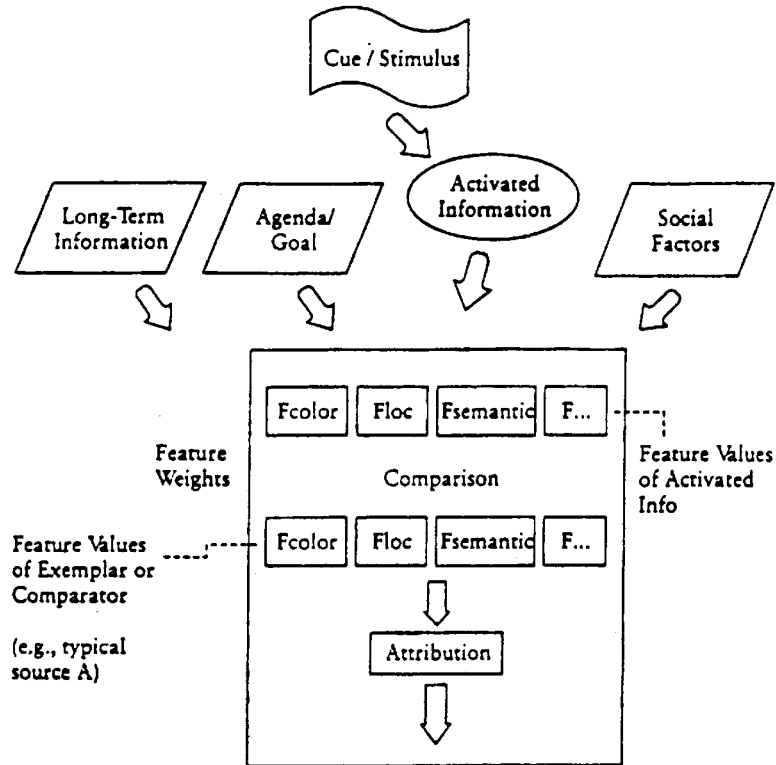 Cue / Stimulus
Activated
Information
Long-Term
Information
Agenda/
Goal
Social
Factors
Fcolor Floc Fsemantic F...
Feature
Weights
Comparison
Feature Values
of Activated
Info
Feature Values
of Exemplar or
Comparator
(e.g., typical
source A)
Fcolor Floc Fsemantic F...
Attribution